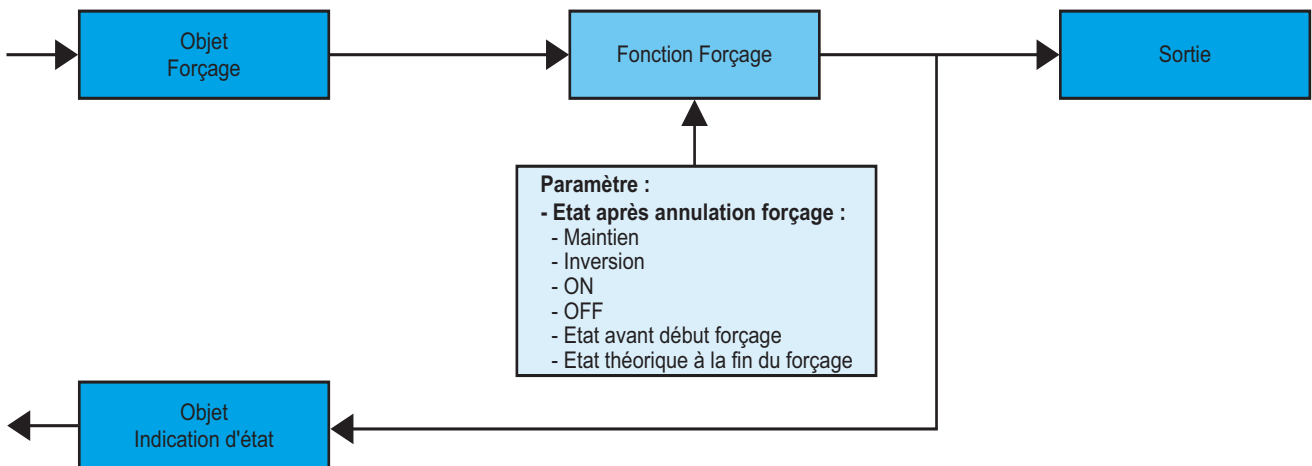 Objet
Forçage
Fonction Forçage
Sortie
Paramètre :
- Etat après annulation forçage :
- Maintien
- Inversion
- ON
- OFF
- Etat avant début forçage
- Etat théorique à la fin du forçage
Objet
Indication d'état